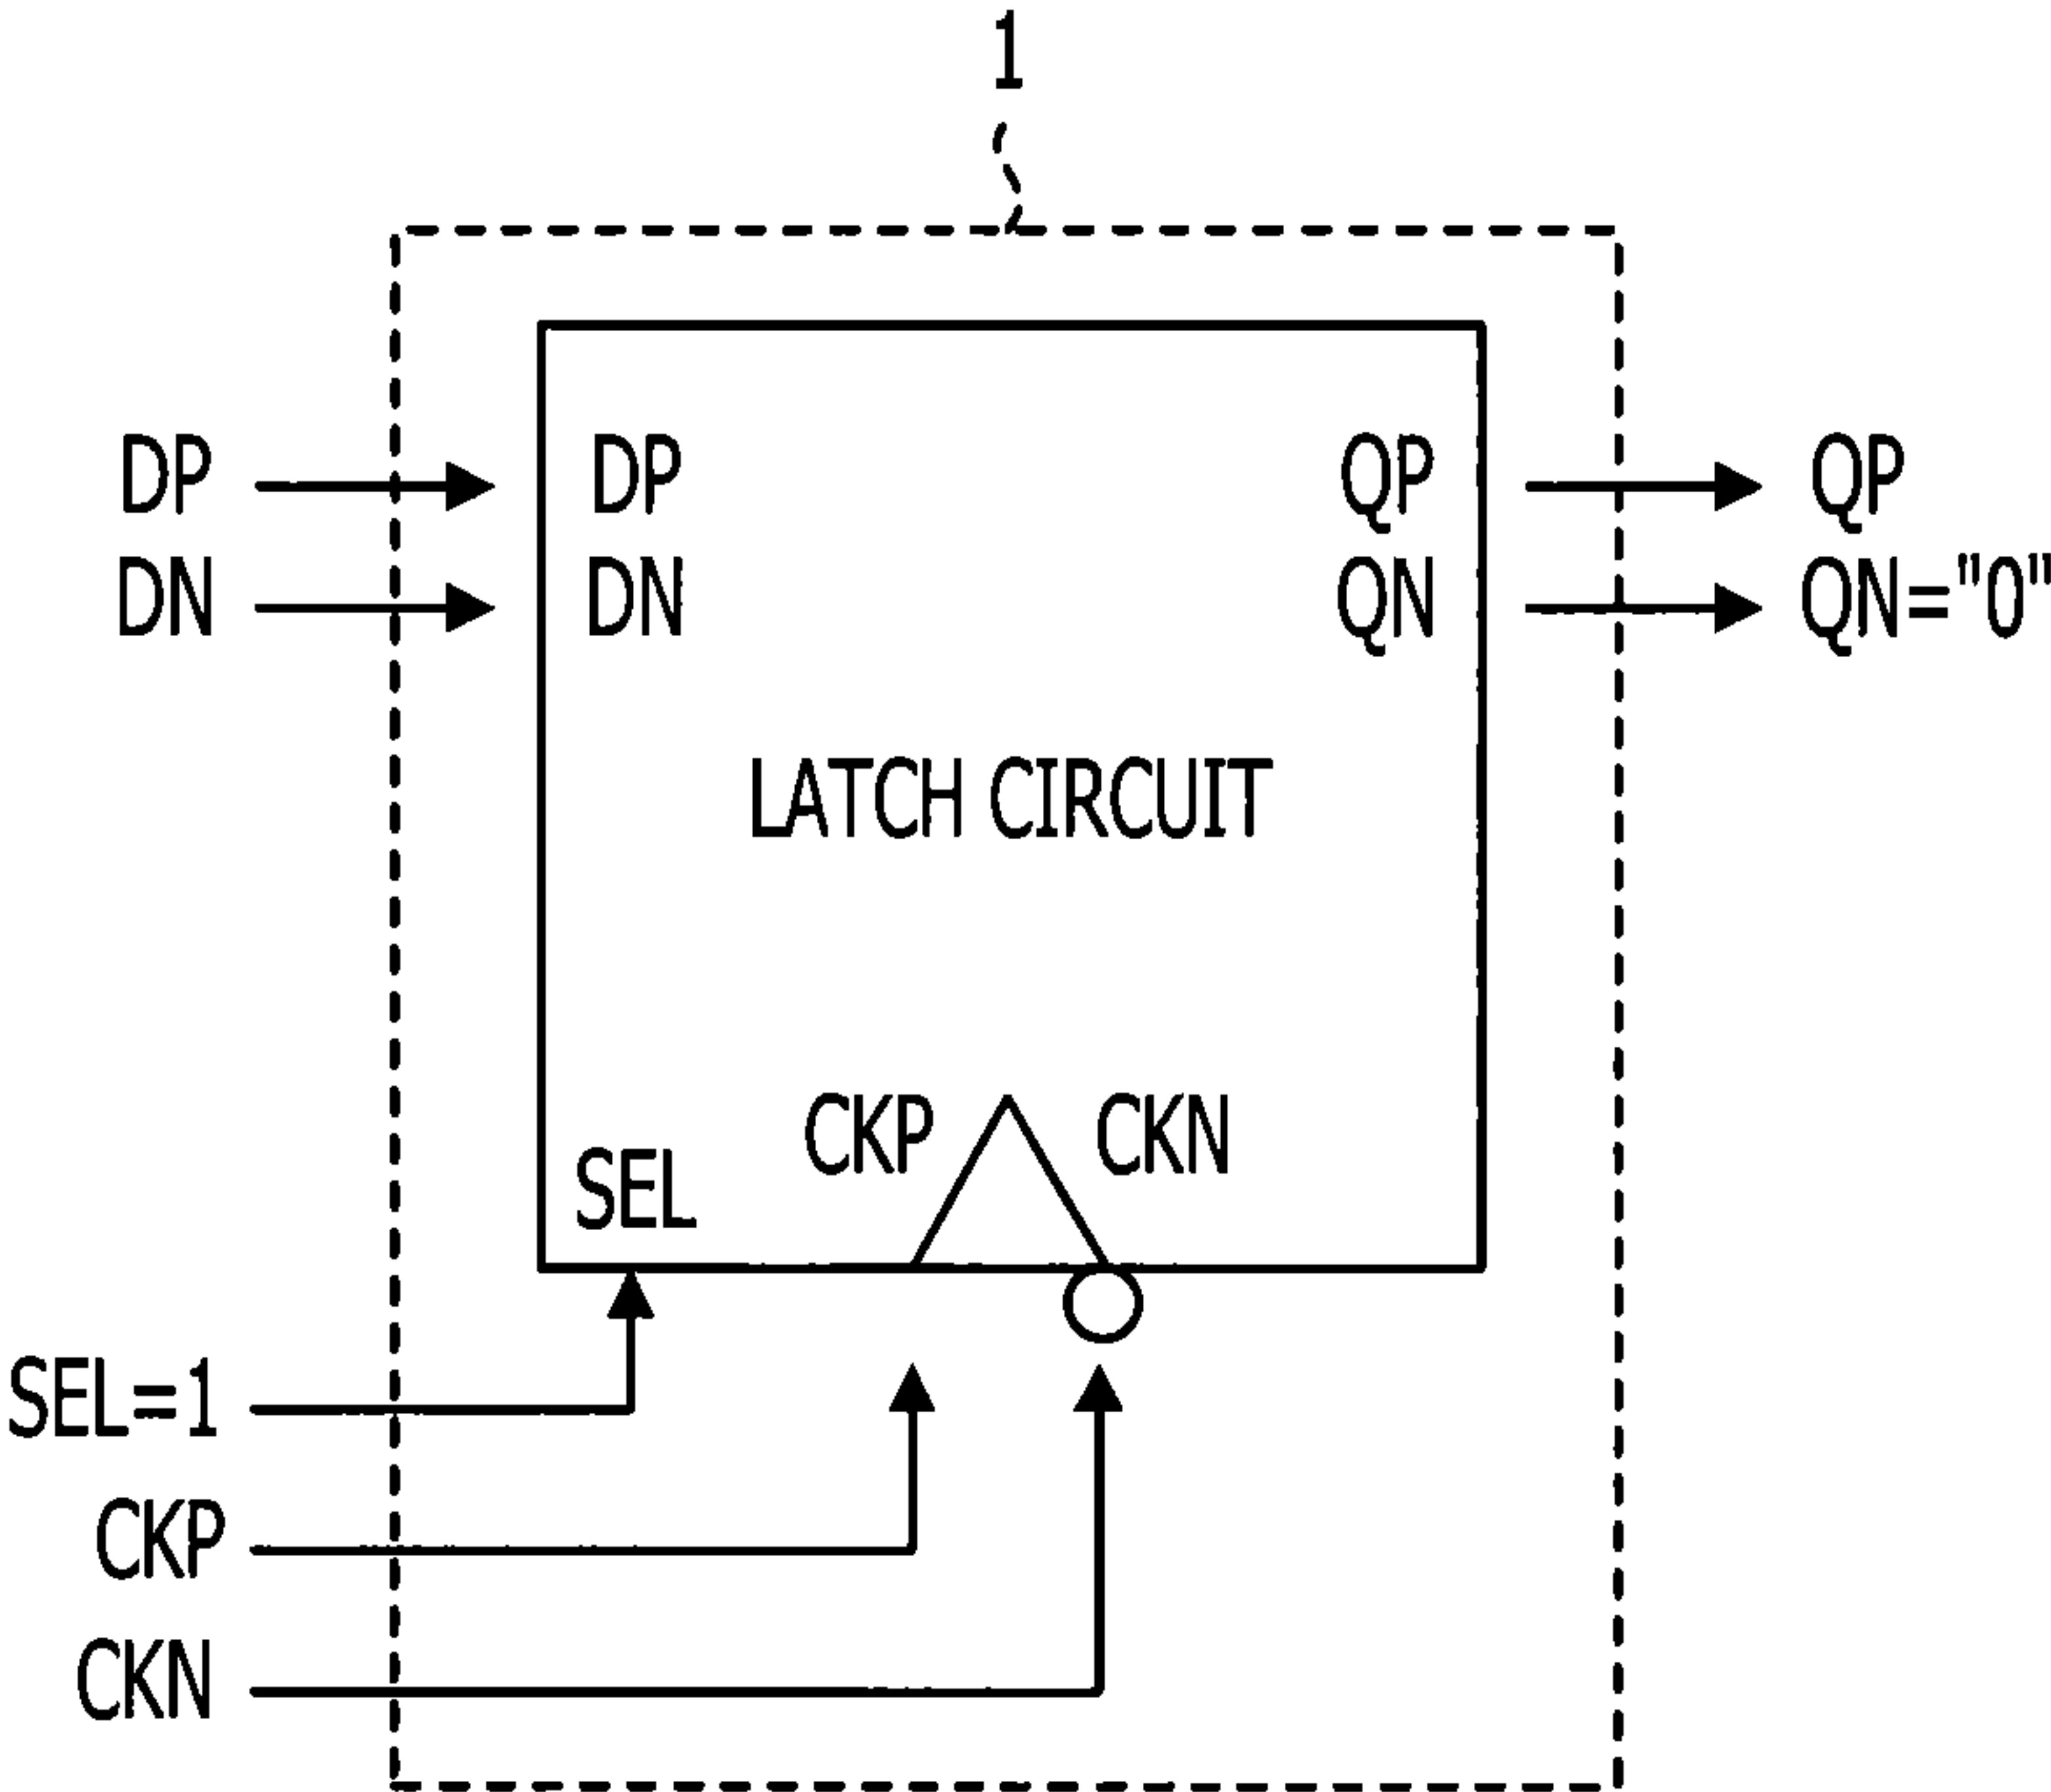 1
DP DP QP QP
DN DN QN QN="0"
LATCH CIRCUIT
CKP CKN
SEL
SEL=1
CKP
CKN